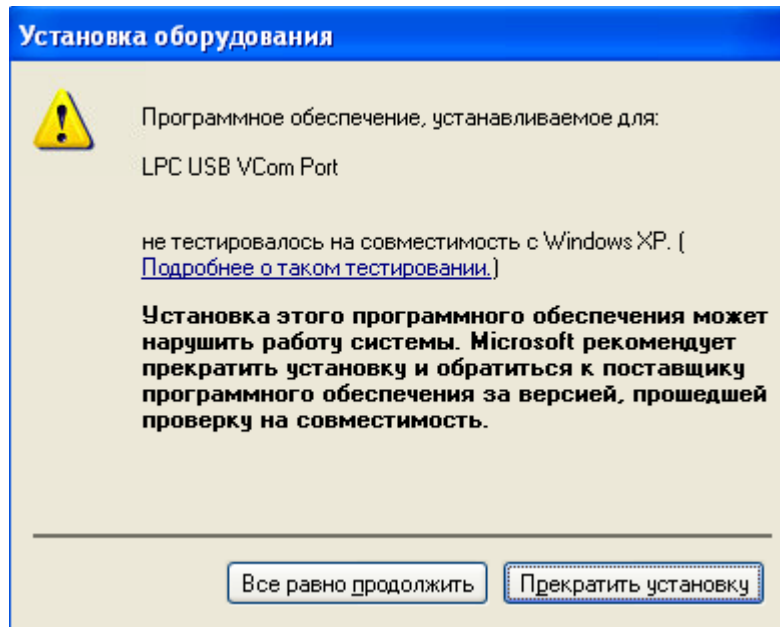 Установка оборудования
Программное обеспечение, устанавливаемое для:
LPC USB VCom Port
не тестировалось на совместимость с Windows XP. (
Подробнее о таком тестировании.)
Установка этого программного обеспечения может
нарушить работу системы. Microsoft рекомендует
прекратить установку и обратиться к поставщику
программного обеспечения за версией, прошедшей
проверку на совместимость.
Все равно продолжить
Прекратить установку